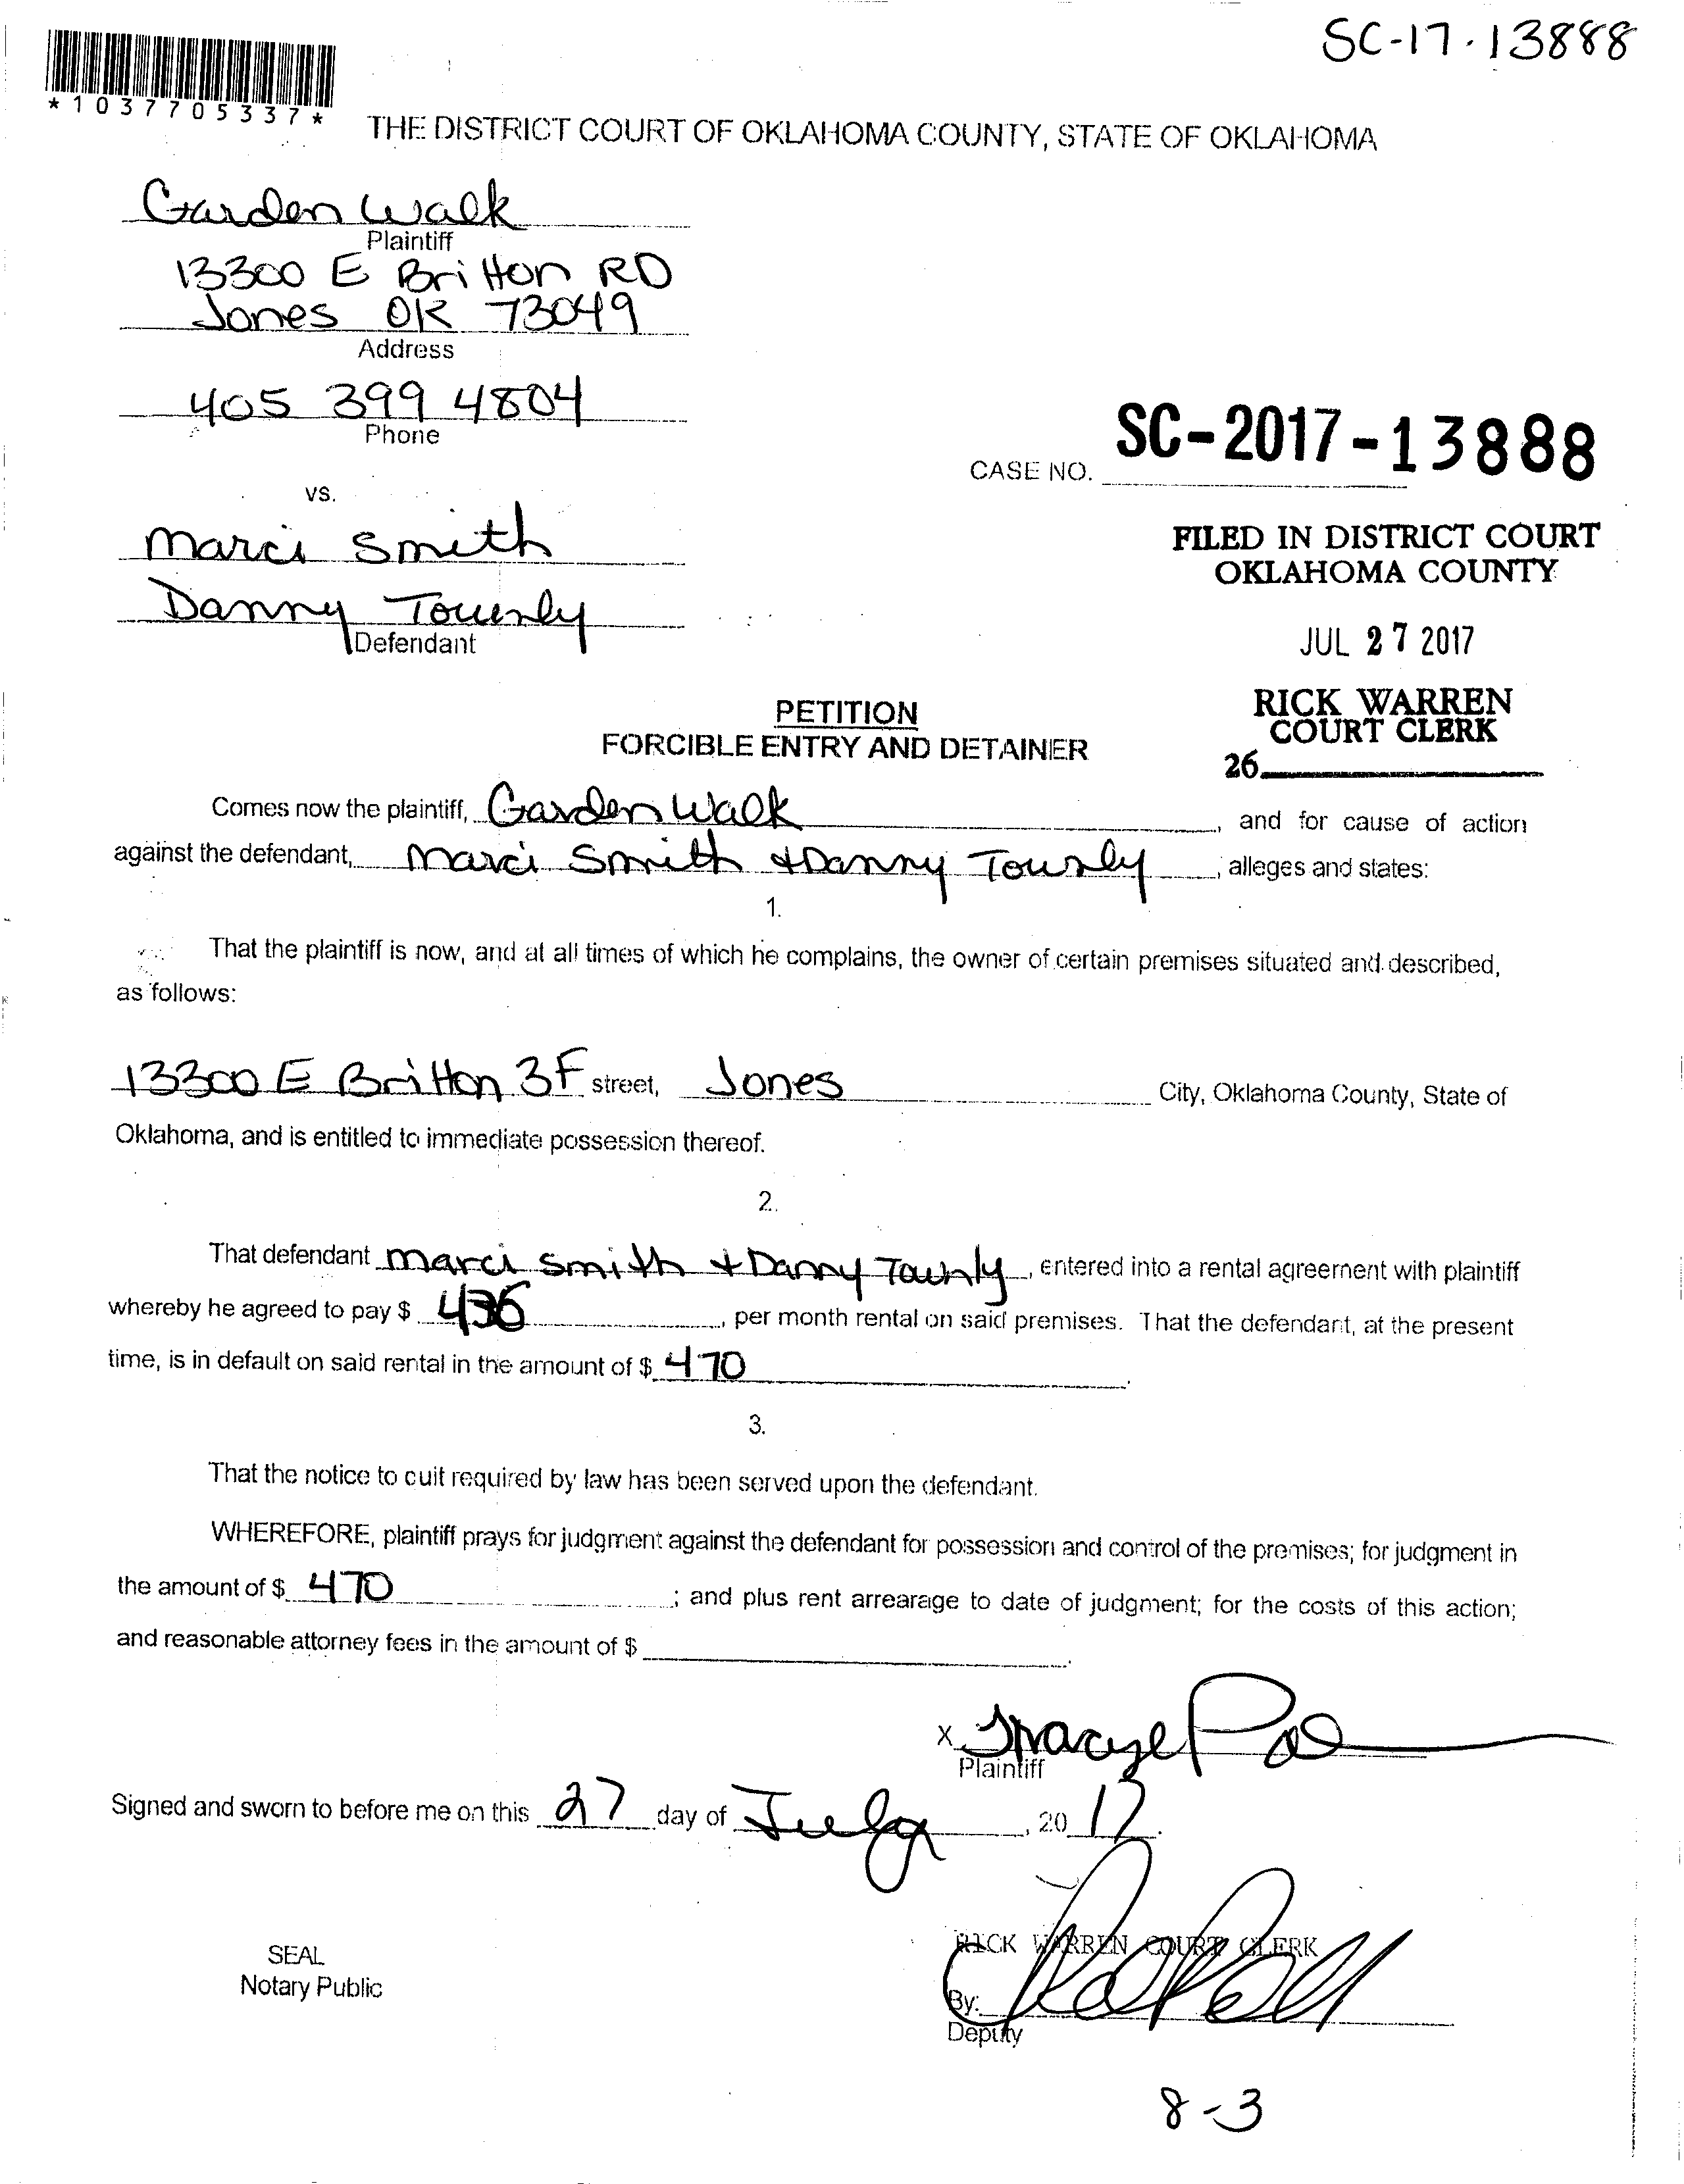 SC-17-13888
*1037705337*
THE DISTRICT COURT OF OKLAHOMA COUNTY, STATE OF OKLAHOMA
Garden Walk
Plaintiff
13300 E Britton RD
Jones OK 73049
Address
405 399 4804
Phone
CASE NO. SC-2017-13888
vs.
Marci Smith
Danny Tounly
Defendant
FILED IN DISTRICT COURT
OKLAHOMA COUNTY
JUL 27 2017
RICK WARREN
COURT CLERK
26
PETITION
FORCIBLE ENTRY AND DETAINER
Comes now the plaintiff, Garden Walk, and for cause of action
against the defendant, Marci Smith & Danny Tounly, alleges and states:
1.
That the plaintiff is now, and at all times of which he complains, the owner of certain premises situated and described,
as follows:
13300 E Britton 3F street, Jones City, Oklahoma County, State of
Oklahoma, and is entitled to immediate possession thereof.
2.
That defendant Marci Smith & Danny Townly, entered into a rental agreement with plaintiff
whereby he agreed to pay $ 436, per month rental on said premises. That the defendant, at the present
time, is in default on said rental in the amount of $ 470.
3.
That the notice to cuit required by law has been served upon the defendant.
WHEREFORE, plaintiff prays for judgment against the defendant for possession and control of the premises; for judgment in
the amount of $ 470; and plus rent arrearage to date of judgment; for the costs of this action;
and reasonable attorney fees in the amount of $
x Tracye Poe
Plaintiff
Signed and sworn to before me on this 27 day of July, 2017.
RICK WARREN COURT CLERK
SEAL
Notary Public
By:
Deputy
8-3